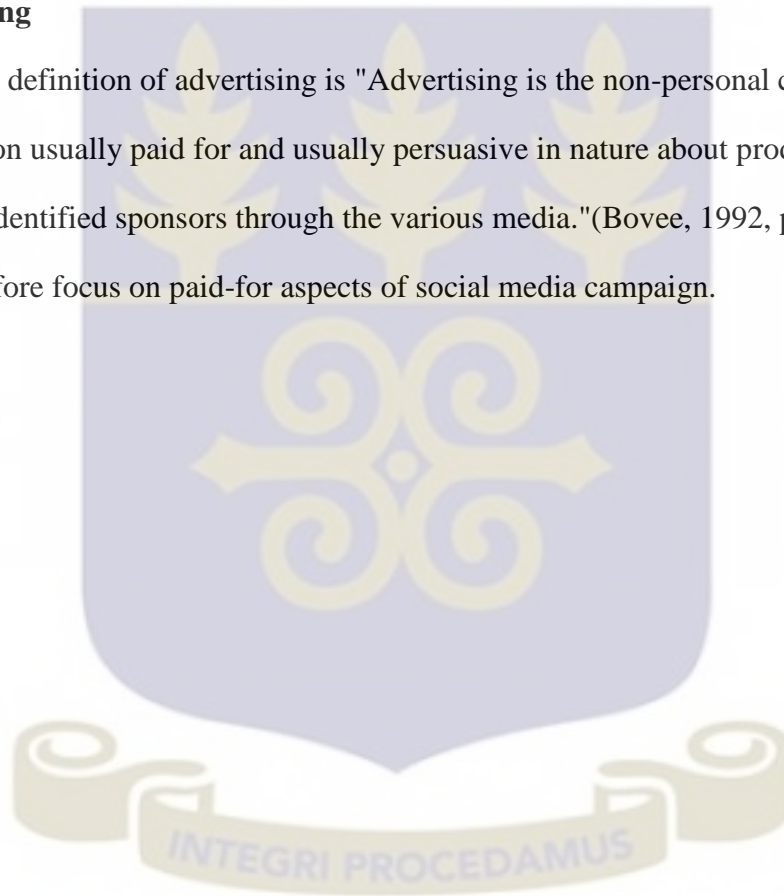 ng
definition of advertising is "Advertising is the non-personal c
on usually paid for and usually persuasive in nature about prod
dentified sponsors through the various media."(Bovee, 1992, p
fore focus on paid-for aspects of social media campaign.
INTEGRI PROCEDAMUS